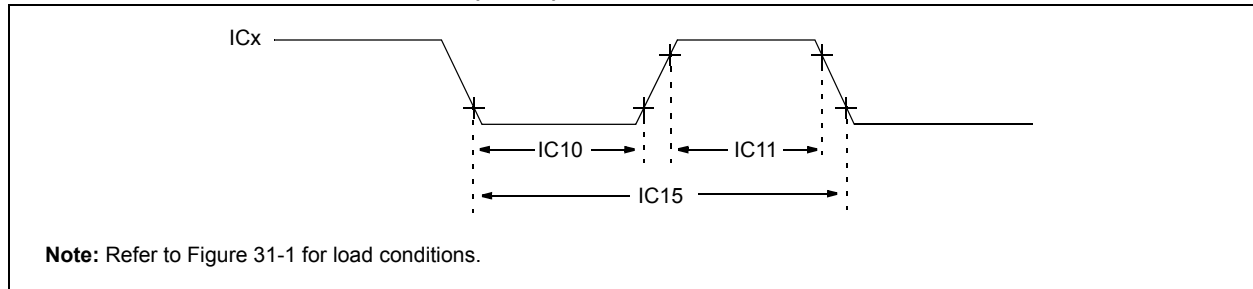 ICx
IC10
IC11
IC15
Note: Refer to Figure 31-1 for load conditions.